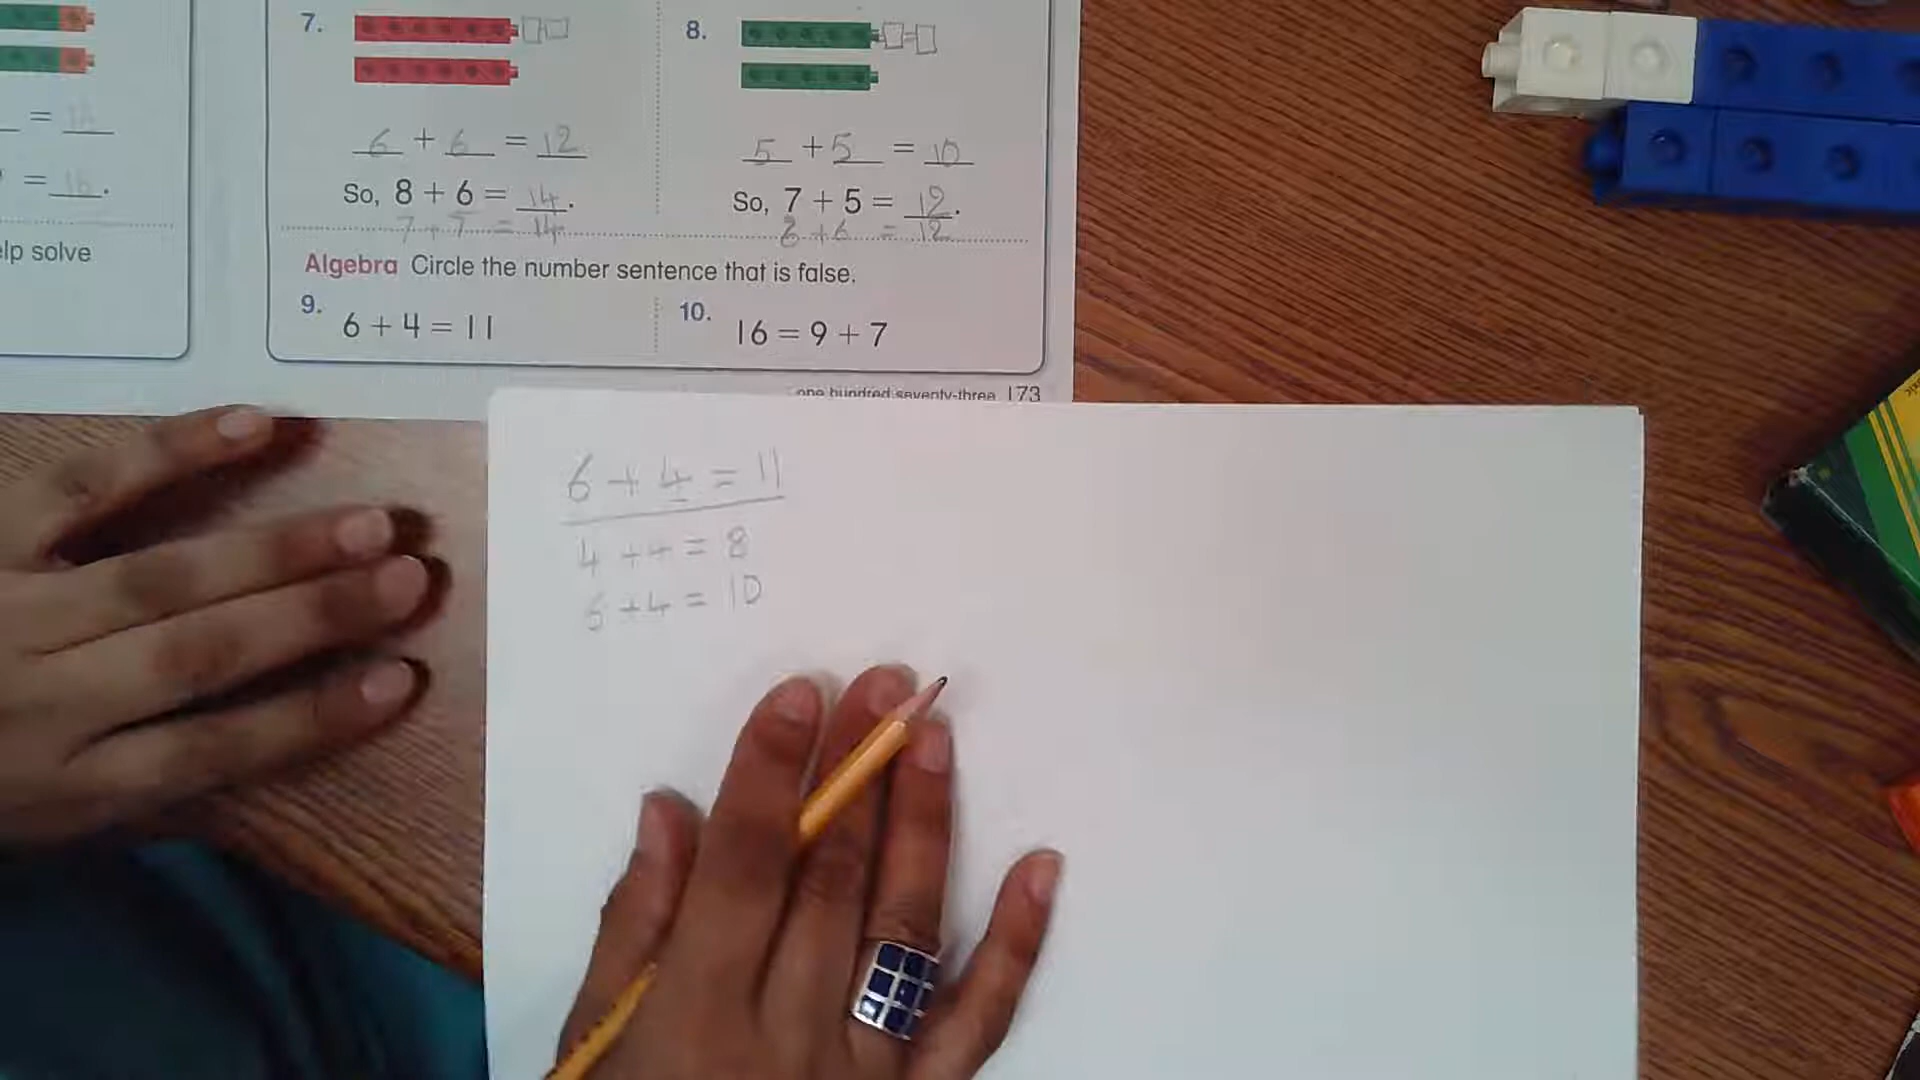 = 14
= 16.
elp solve
7.
6 + 6 = 12
So, 8 + 6 = 14.
7 + 7 = 14
8.
5 + 5 = 10
So, 7 + 5 = 12.
+ 6 = 12
Algebra Circle the number sentence that is false.
9. 6 + 4 = 11
10. 16 = 9 + 7
one hundred seventy-three 173
6 + 4 = 11
4 + 4 = 8
6 + 4 = 10